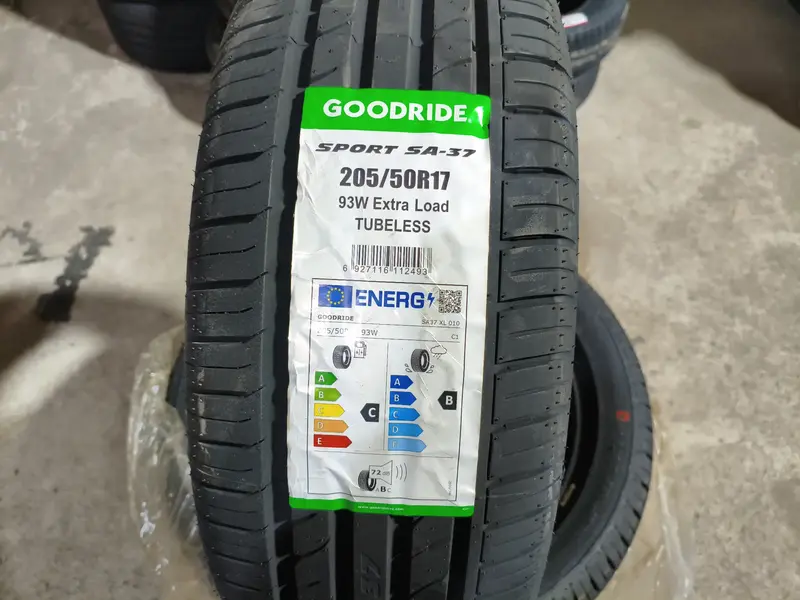 GOODRIDE
SPORT SA-37
205/50R17
93W Extra Load
TUBELESS
6 927116 112493
ENERG
GOODRIDE
SA37-XL 010
93W
C1
A
B
C
D
E
C
A
B
C
D
E
B
72 dB
B C